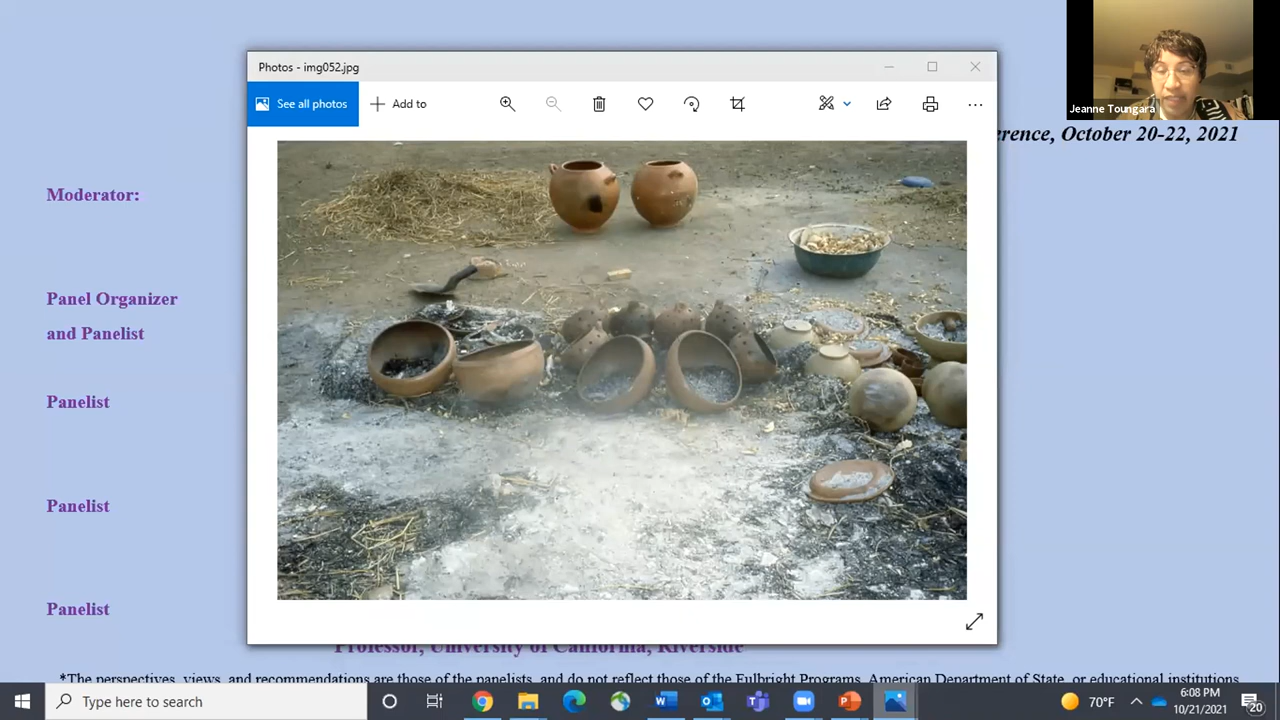 Photos - img052.jpg
See all photos
Add to
Jeanne Toungara
erence, October 20-22, 2021
Moderator:
Panel Organizer
and Panelist
Panelist
Panelist
Panelist
Professor, University of California, Riverside
*The perspectives, views, and recommendations are those of the panelists, and do not reflect those of the Fulbright Programs, American Department of State, or educational institutions
Type here to search
70°F
6:08 PM
10/21/2021
20